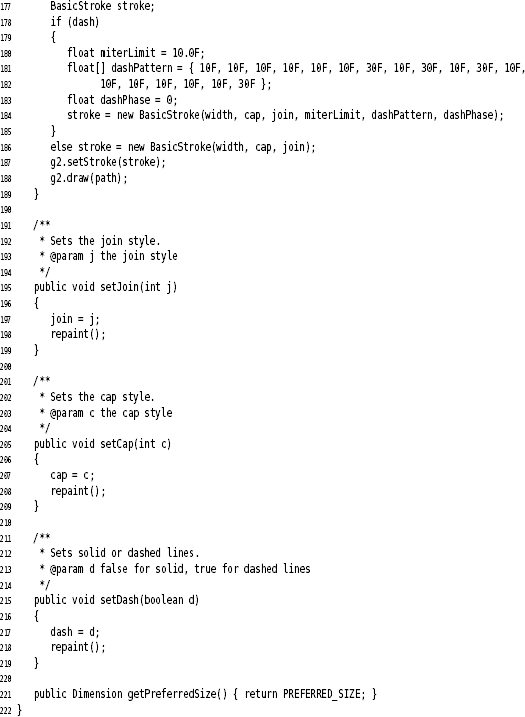 177       BasicStroke stroke;
178       if (dash)
179       {
180          float miterLimit = 10.0F;
181          float[] dashPattern = { 10F, 10F, 10F, 10F, 10F, 10F, 30F, 10F, 30F, 10F, 30F, 10F,
182                10F, 10F, 10F, 10F, 10F, 30F };
183          float dashPhase = 0;
184          stroke = new BasicStroke(width, cap, join, miterLimit, dashPattern, dashPhase);
185       }
186       else stroke = new BasicStroke(width, cap, join);
187       g2.setStroke(stroke);
188       g2.draw(path);
189    }
190
191    /**
192     * Sets the join style.
193     * @param j the join style
194     */
195    public void setJoin(int j)
196    {
197       join = j;
198       repaint();
199    }
200
201    /**
202     * Sets the cap style.
203     * @param c the cap style
204     */
205    public void setCap(int c)
206    {
207       cap = c;
208       repaint();
209    }
210
211    /**
212     * Sets solid or dashed lines.
213     * @param d false for solid, true for dashed lines
214     */
215    public void setDash(boolean d)
216    {
217       dash = d;
218       repaint();
219    }
220
221    public Dimension getPreferredSize() { return PREFERRED_SIZE; }
222 }